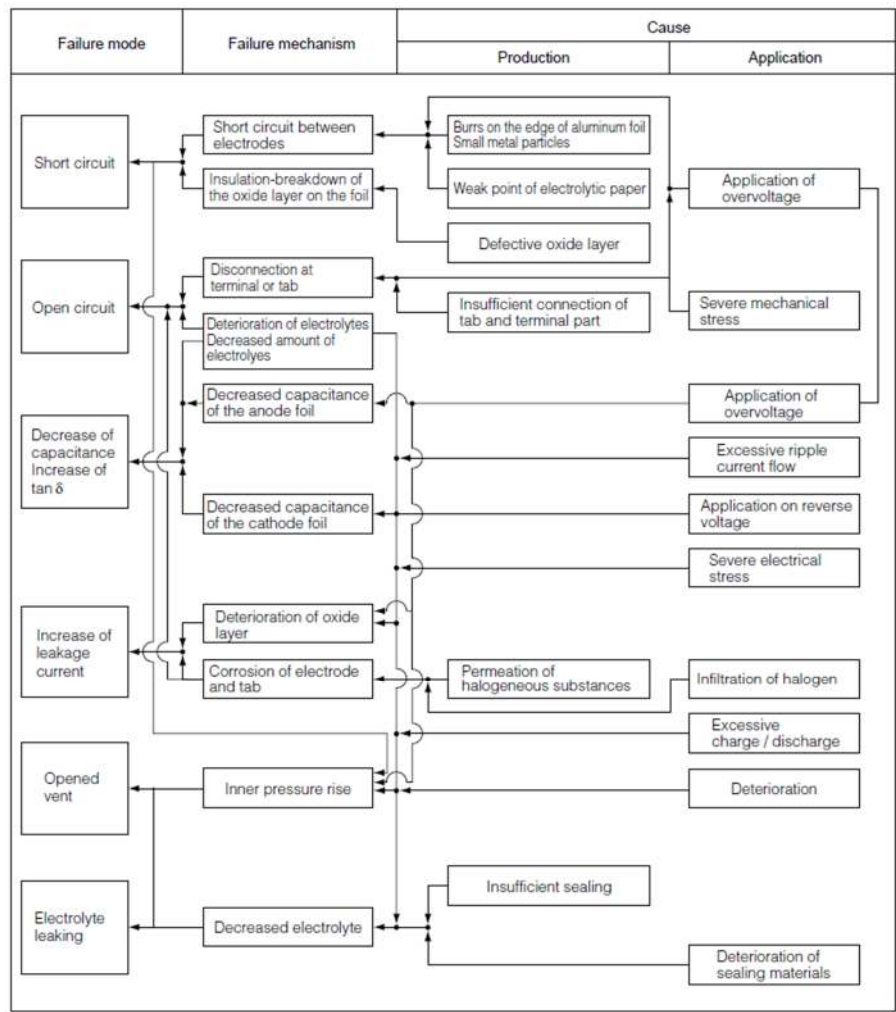 Failure mode
Failure mechanism
Cause
Production
Application
Short circuit
Short circuit between
electrodes
Insulation-breakdown of
the oxide layer on the foil
Burrs on the edge of aluminum foil
Small metal particles
Weak point of electrolytic paper
Defective oxide layer
Application of
overvoltage
Open circuit
Disconnection at
terminal or tab
Deterioration of electrolytes
Decreased amount of
electrolyes
Insufficient connection of
tab and terminal part
Severe mechanical
stress
Decrease of
capacitance
Increase of
tan δ
Decreased capacitance
of the anode foil
Decreased capacitance
of the cathode foil
Application of
overvoltage
Excessive ripple
current flow
Application on reverse
voltage
Severe electrical
stress
Increase of
leakage
current
Deterioration of oxide
layer
Corrosion of electrode
and tab
Permeation of
halogeneous substances
Infiltration of halogen
Excessive
charge / discharge
Opened
vent
Inner pressure rise
Deterioration
Electrolyte
leaking
Decreased electrolyte
Insufficient sealing
Deterioration of
sealing materials